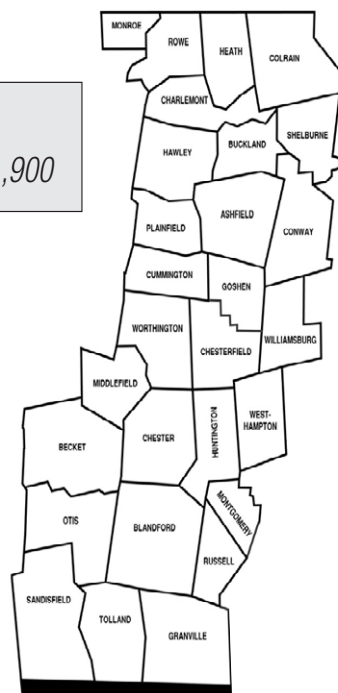 MONROE
ROWE
HEATH
COLRAIN
CHARLEMONT
SHELBURNE
BUCKLAND
HAWLEY
,900
ASHFIELD
PLAINFIELD
CONWAY
CUMMINGTON
GOSHEN
WORTHINGTON
WILLIAMSBURG
CHESTERFIELD
MIDDLEFIELD
WEST-
HAMPTON
HUNTINGTON
CHESTER
BECKET
MONTGOMERY
OTIS
BLANDFORD
RUSSELL
SANDISFIELD
TOLLAND
GRANVILLE